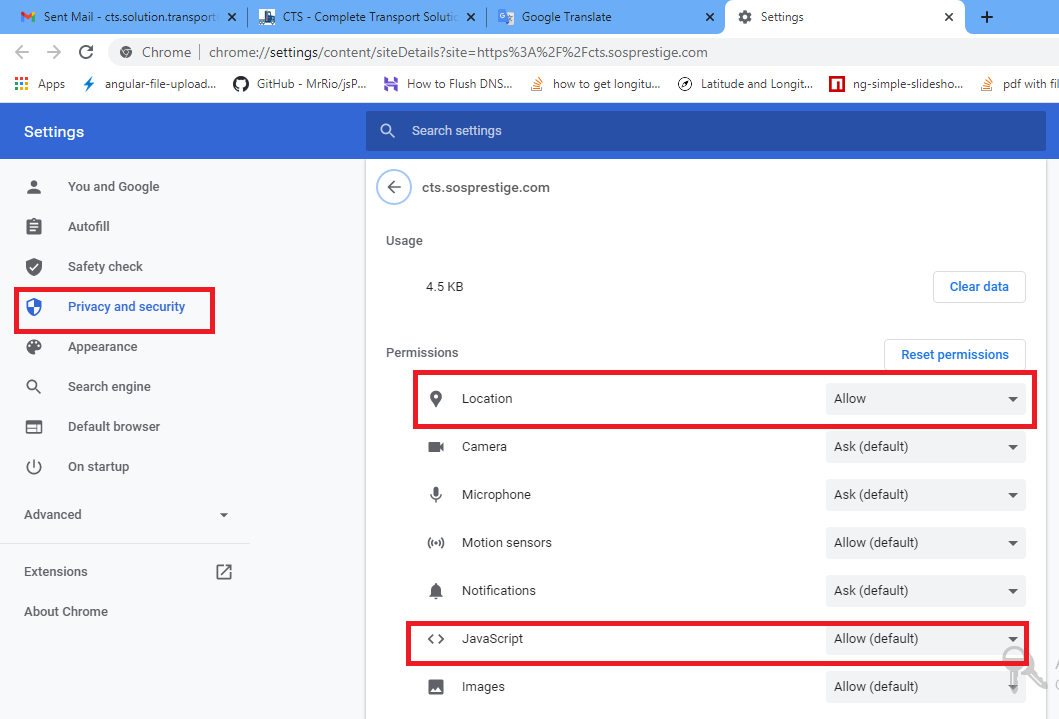 Sent Mail - cts.solution.transport
CTS - Complete Transport Solutio
Google Translate
Settings
Chrome
chrome://settings/content/siteDetails?site=https%3A%2F%2Fcts.sosprestige.com
Apps
angular-file-upload...
GitHub - MrRio/jsP...
How to Flush DNS...
how to get longitu...
Latitude and Longit...
ng-simple-slidesho...
pdf with fil
Settings
Search settings
You and Google
Autofill
Safety check
Privacy and security
Appearance
Search engine
Default browser
On startup
Advanced
Extensions
About Chrome
cts.sosprestige.com
Usage
4.5 KB
Clear data
Permissions
Reset permissions
Location
Allow
Camera
Ask (default)
Microphone
Ask (default)
Motion sensors
Allow (default)
Notifications
Ask (default)
JavaScript
Allow (default)
Images
Allow (default)